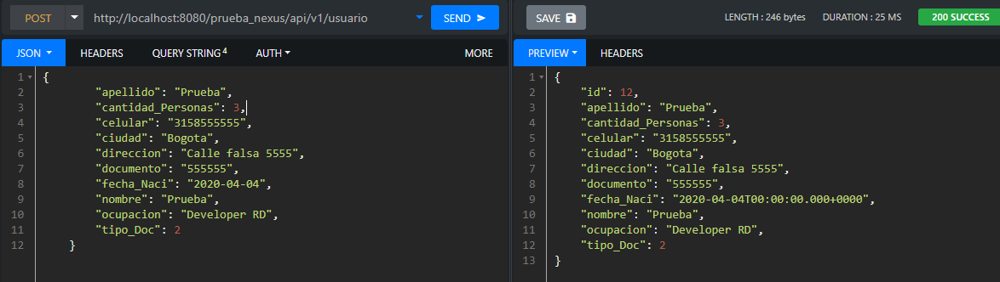 POST http://localhost:8080/prueba_nexus/api/v1/usuario SEND
JSON HEADERS QUERY STRING 4 AUTH MORE
1 {
2 "apellido": "Prueba",
3 "cantidad_Personas": 3,
4 "celular": "3158555555",
5 "ciudad": "Bogota",
6 "direccion": "Calle falsa 5555",
7 "documento": "555555",
8 "fecha_Naci": "2020-04-04",
9 "nombre": "Prueba",
10 "ocupacion": "Developer RD",
11 "tipo_Doc": 2
12 }
SAVE LENGTH : 246 bytes DURATION : 25 MS 200 SUCCESS
PREVIEW HEADERS
1 {
2 "id": 12,
3 "apellido": "Prueba",
4 "cantidad_Personas": 3,
5 "celular": "3158555555",
6 "ciudad": "Bogota",
7 "direccion": "Calle falsa 5555",
8 "documento": "555555",
9 "fecha_Naci": "2020-04-04T00:00:00.000+0000",
10 "nombre": "Prueba",
11 "ocupacion": "Developer RD",
12 "tipo_Doc": 2
13 }